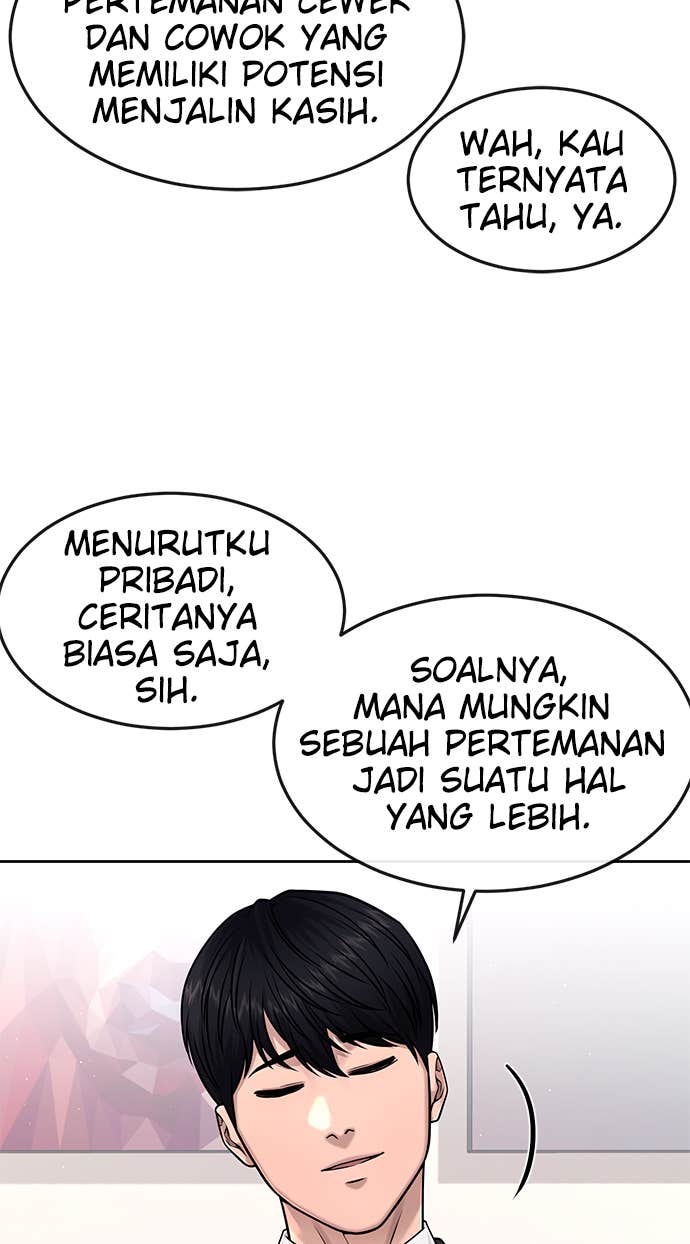 PERTEMANAN CEWEK
DAN COWOK YANG
MEMILIKI POTENSI
MENJALIN KASIH.
WAH, KAU
TERNYATA
TAHU, YA.
MENURUTKU
PRIBADI,
CERITANYA
BIASA SAJA,
SIH.
SOALNYA,
MANA MUNGKIN
SEBUAH PERTEMANAN
JADI SUATU HAL
YANG LEBIH.